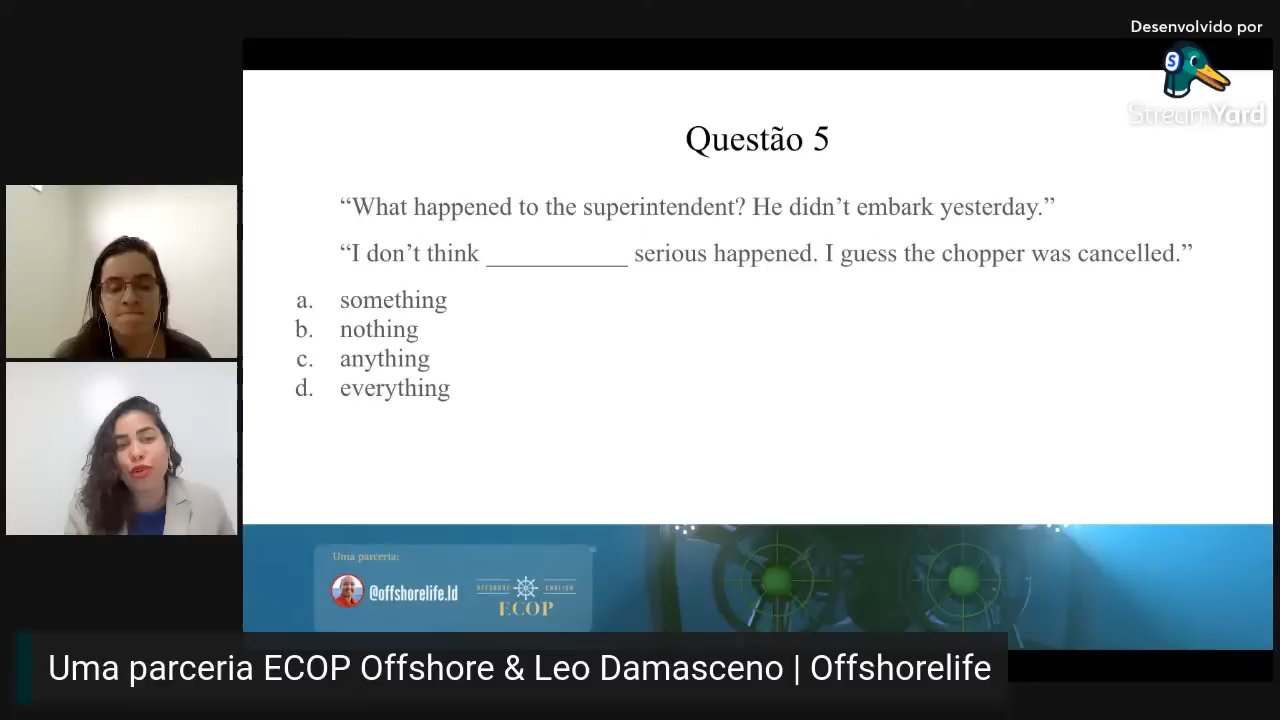 Desenvolvido por
StreamYard
Questão 5
“What happened to the superintendent? He didn’t embark yesterday.”
“I don’t think ___________ serious happened. I guess the chopper was cancelled.”
a. something
b. nothing
c. anything
d. everything
Uma parceria:
@offshorelife.ld
OFFSHORE ENGLISH
ECOP
Uma parceria ECOP Offshore & Leo Damasceno | Offshorelife